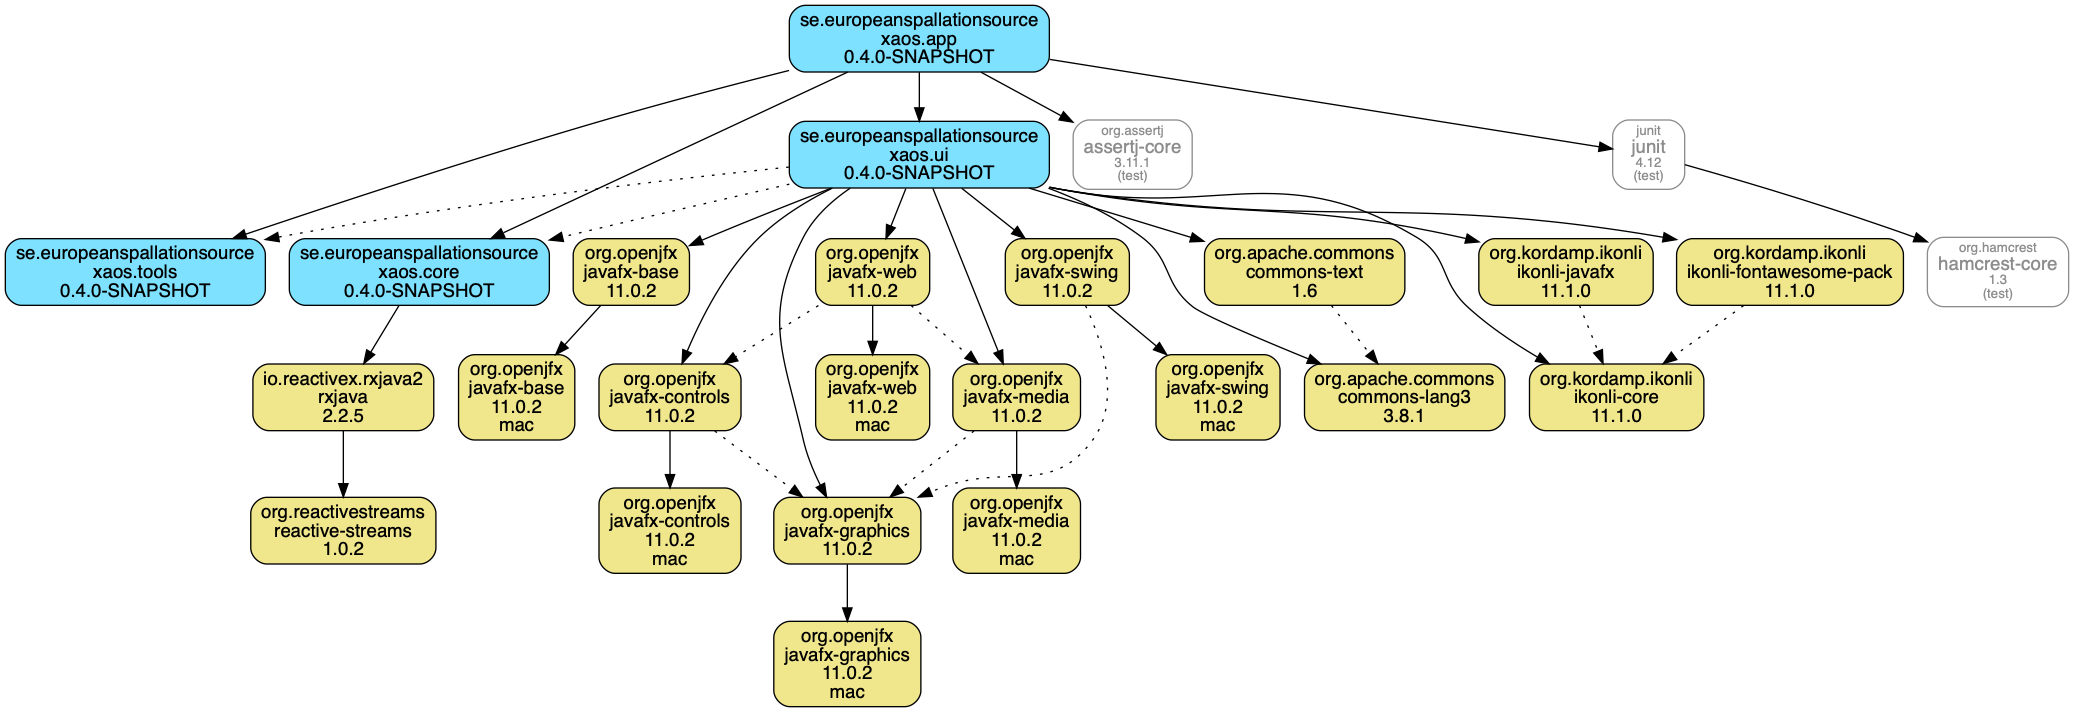 se.europeanspallationsource
xaos.app
0.4.0-SNAPSHOT
se.europeanspallationsource
xaos.ui
0.4.0-SNAPSHOT
org.assertj
assertj-core
3.11.1
(test)
junit
junit
4.12
(test)
se.europeanspallationsource
xaos.tools
0.4.0-SNAPSHOT
se.europeanspallationsource
xaos.core
0.4.0-SNAPSHOT
org.openjfx
javafx-base
11.0.2
org.openjfx
javafx-web
11.0.2
org.openjfx
javafx-swing
11.0.2
org.apache.commons
commons-text
1.6
org.kordamp.ikonli
ikonli-javafx
11.1.0
org.kordamp.ikonli
ikonli-fontawesome-pack
11.1.0
org.hamcrest
hamcrest-core
1.3
(test)
io.reactivex.rxjava2
rxjava
2.2.5
org.openjfx
javafx-base
11.0.2
mac
org.openjfx
javafx-controls
11.0.2
org.openjfx
javafx-web
11.0.2
mac
org.openjfx
javafx-media
11.0.2
org.openjfx
javafx-swing
11.0.2
mac
org.apache.commons
commons-lang3
3.8.1
org.kordamp.ikonli
ikonli-core
11.1.0
org.reactivestreams
reactive-streams
1.0.2
org.openjfx
javafx-controls
11.0.2
mac
org.openjfx
javafx-graphics
11.0.2
org.openjfx
javafx-media
11.0.2
mac
org.openjfx
javafx-graphics
11.0.2
mac